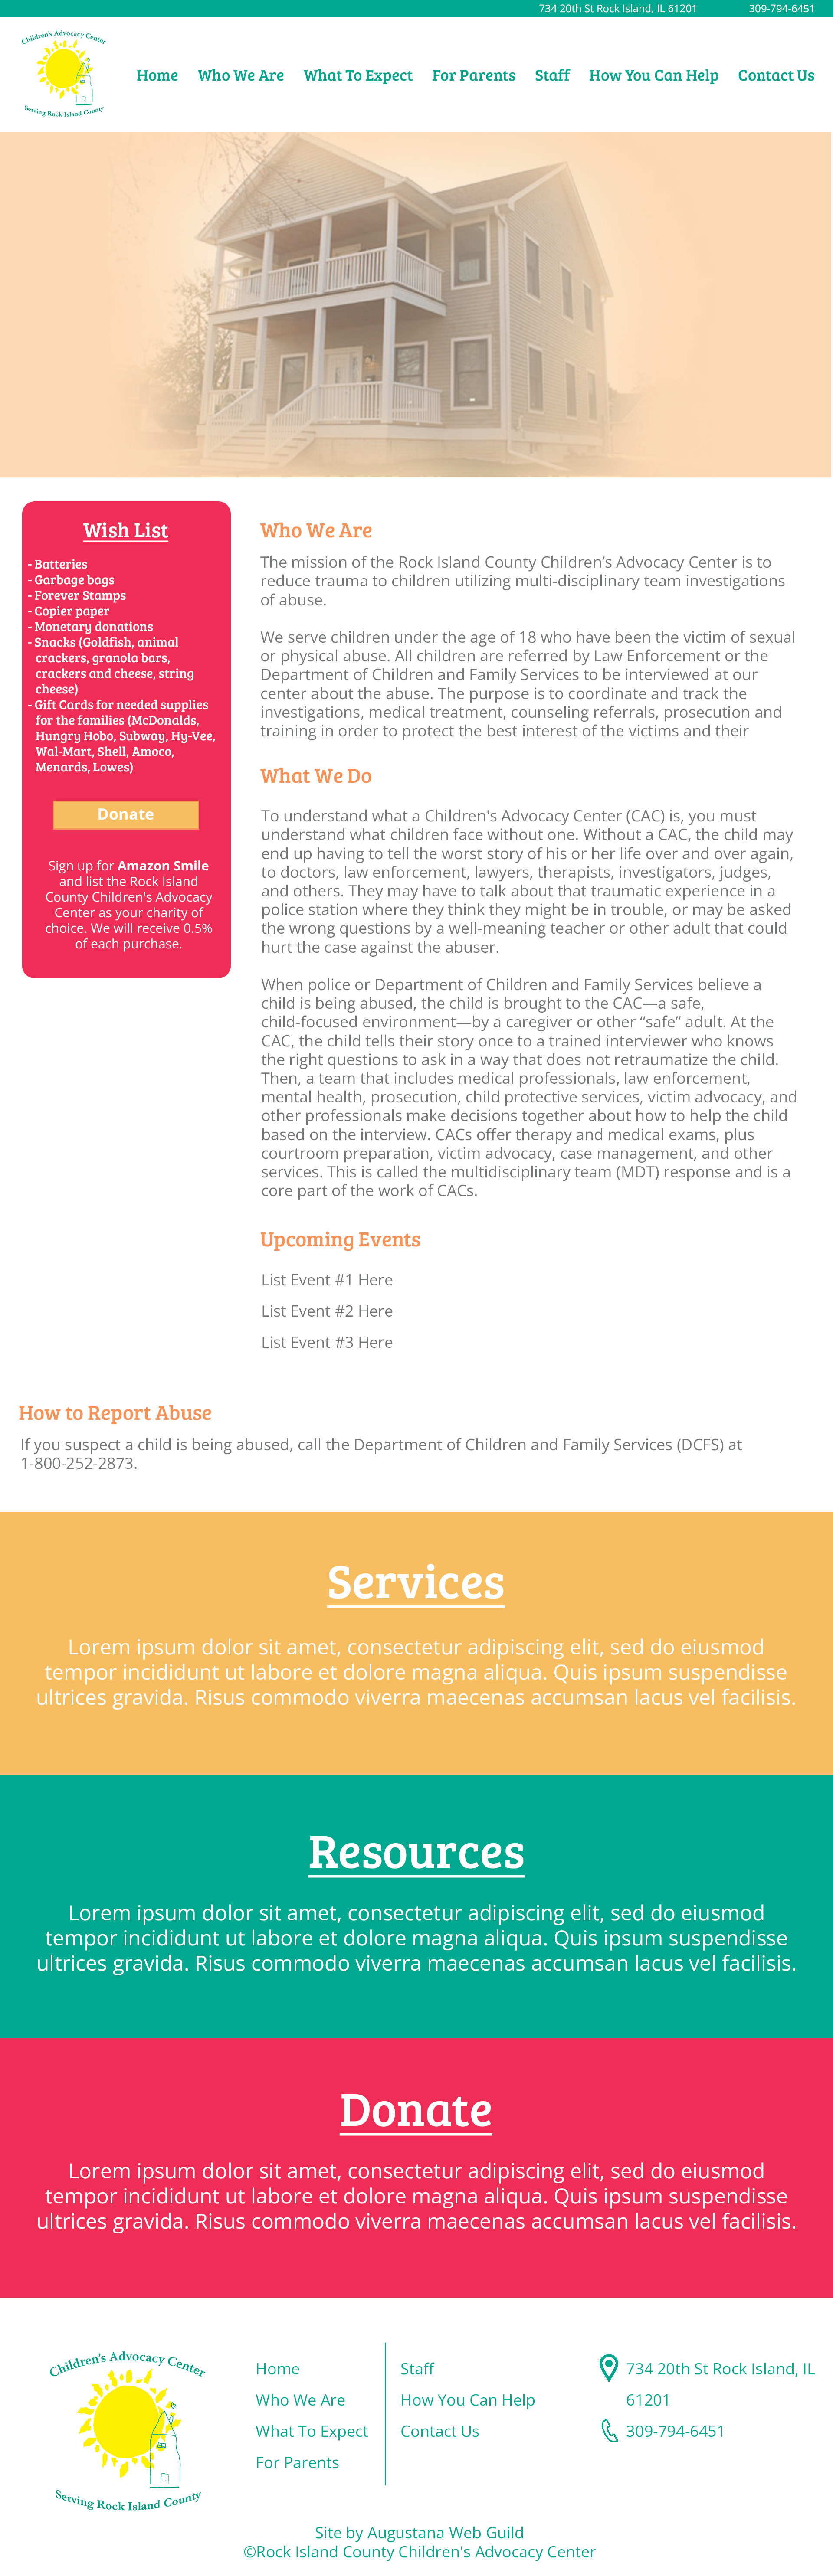 734 20th St Rock Island, IL 61201
309-794-6451
Children's Advocacy Center
Serving Rock Island County
Home
Who We Are
What To Expect
For Parents
Staff
How You Can Help
Contact Us
Wish List
- Batteries
- Garbage bags
- Forever Stamps
- Copier paper
- Monetary donations
- Snacks (Goldfish, animal
crackers, granola bars,
crackers and cheese, string
cheese)
- Gift Cards for needed supplies
for the families (McDonalds,
Hungry Hobo, Subway, Hy-Vee,
Wal-Mart, Shell, Amoco,
Menards, Lowes)
Donate
Sign up for Amazon Smile
and list the Rock Island
County Children's Advocacy
Center as your charity of
choice. We will receive 0.5%
of each purchase.
Who We Are
The mission of the Rock Island County Children’s Advocacy Center is to
reduce trauma to children utilizing multi-disciplinary team investigations
of abuse.
We serve children under the age of 18 who have been the victim of sexual
or physical abuse. All children are referred by Law Enforcement or the
Department of Children and Family Services to be interviewed at our
center about the abuse. The purpose is to coordinate and track the
investigations, medical treatment, counseling referrals, prosecution and
training in order to protect the best interest of the victims and their
What We Do
To understand what a Children's Advocacy Center (CAC) is, you must
understand what children face without one. Without a CAC, the child may
end up having to tell the worst story of his or her life over and over again,
to doctors, law enforcement, lawyers, therapists, investigators, judges,
and others. They may have to talk about that traumatic experience in a
police station where they think they might be in rouble, or may be asked
the wrong questions by a well-meaning teacher or other adult that could
hurt the case against the abuser.
When police or Department of Children and Family Services believe a
child is being abused, the child is brought to the CAC—a safe,
child-focused environment—by a caregiver or other “safe” adult. At the
CAC, the child tells their story once to a trained interviewer who knows
the right questions to ask in a way that does not retraumatize the child.
Then, a team that includes medical professionals, law enforcement,
mental health, prosecution, child protective services, victim advocacy, and
other professionals make decisions together about how to help the child
based on the interview. CACs offer therapy and medical exams, plus
courtroom preparation, victim advocacy, case management, and other
services. This is called the multidisciplinary team (MDT) response and is a
core part of the work of CACs.
Upcoming Events
List Event #1 Here
List Event #2 Here
List Event #3 Here
How to Report Abuse
If you suspect a child is being abused, call the Department of Children and Family Services (DCFS) at
1-800-252-2873.
Services
Lorem ipsum dolor sit amet, consectetur adipiscing elit, sed do eiusmod
tempor incididunt ut labore et dolore magna aliqua. Quis ipsum suspendisse
ultrices gravida. Risus commodo viverra maecenas accumsan lacus vel facilisis.
Resources
Lorem ipsum dolor sit amet, consectetur adipiscing elit, sed do eiusmod
tempor incididunt ut labore et dolore magna aliqua. Quis ipsum suspendisse
ultrices gravida. Risus commodo viverra maecenas accumsan lacus vel facilisis.
Donate
Lorem ipsum dolor sit amet, consectetur adipiscing elit, sed do eiusmod
tempor incididunt ut labore et dolore magna aliqua. Quis ipsum suspendisse
ultrices gravida. Risus commodo viverra maecenas accumsan lacus vel facilisis.
Children's Advocacy Center
Serving Rock Island County
Home
Who We Are
What To Expect
For Parents
Staff
How You Can Help
Contact Us
734 20th St Rock Island, IL
61201
309-794-6451
Site by Augustana Web Guild
©Rock Island County Children's Advocacy Center